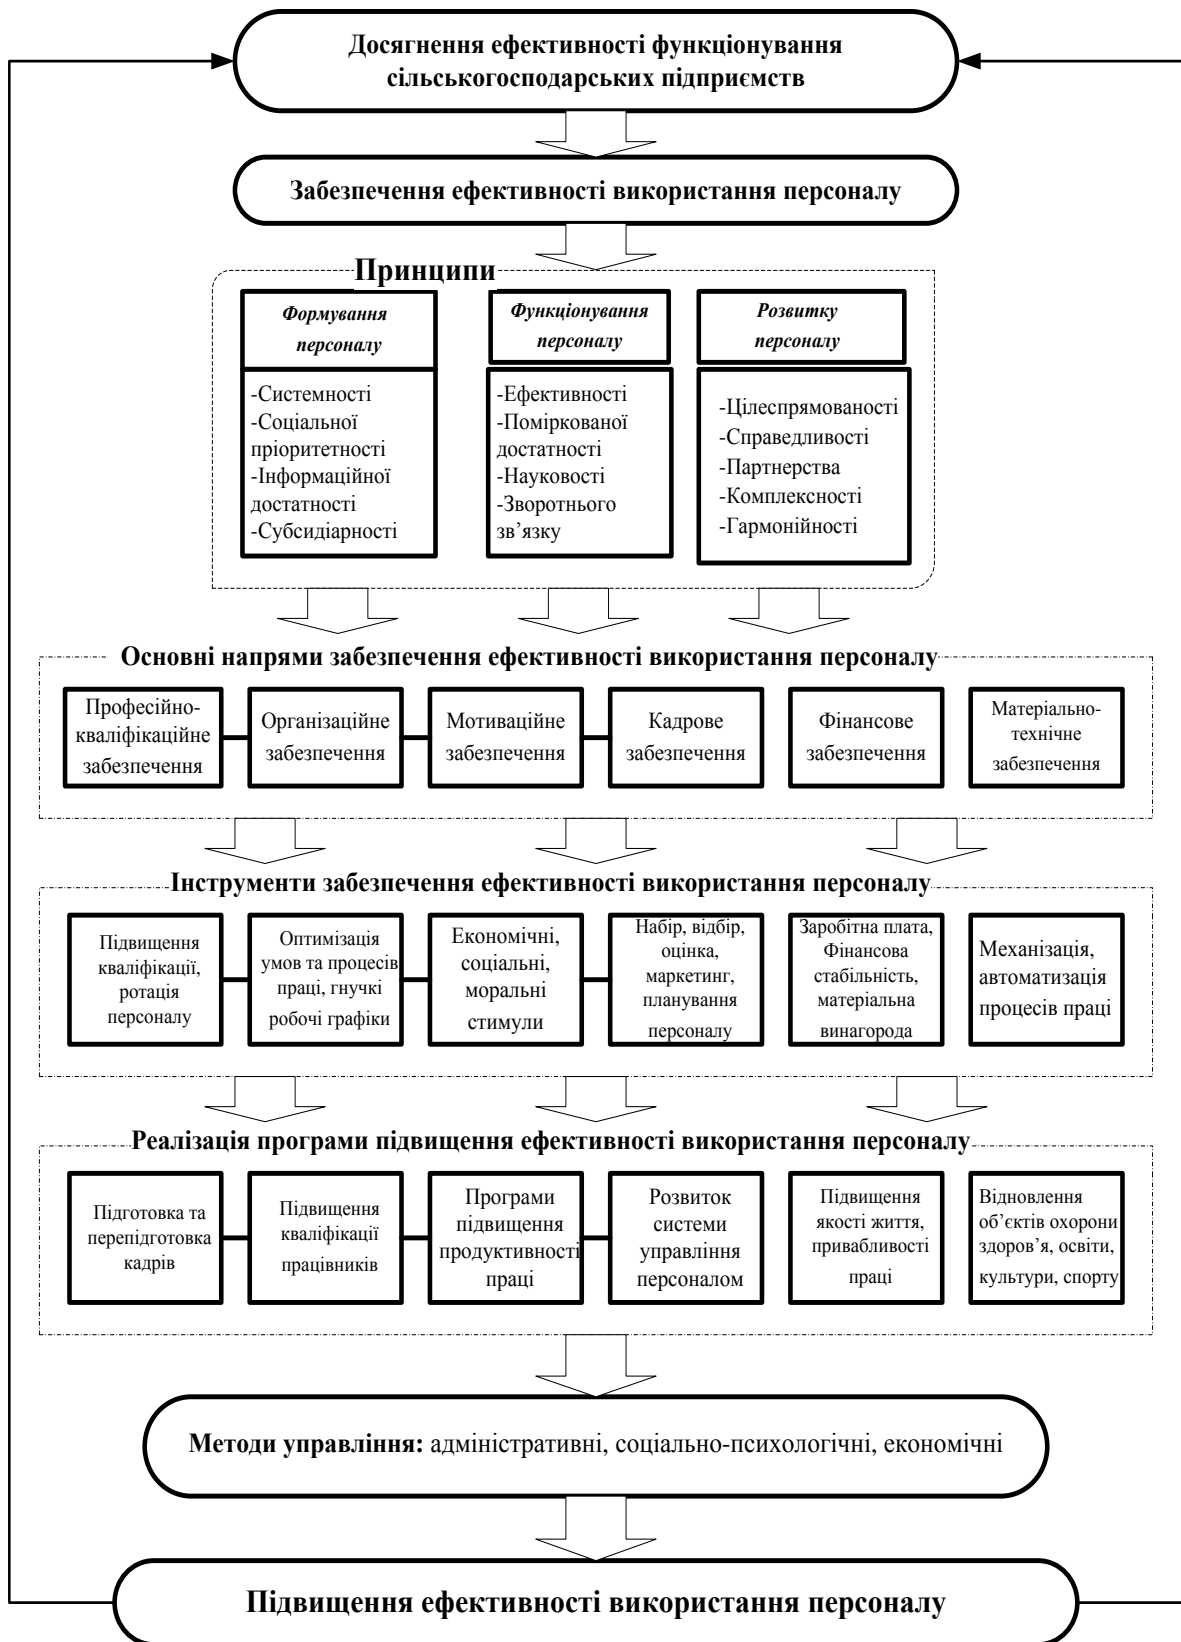 Досягнення ефективності функціонування
сільськогосподарських підприємств
Забезпечення ефективності використання персоналу
Принципи
Формування
персоналу
-Системності
-Соціальної
пріоритетності
-Інформаційної
достатності
-Субсидіарності
Функціонування
персоналу
-Ефективності
-Поміркованої
достатності
-Науковості
-Зворотнього
зв’язку
Розвитку
персоналу
-Цілеспрямованості
-Справедливості
-Партнерства
-Комплексності
-Гармонійності
Основні напрями забезпечення ефективності використання персоналу
Професійно-
кваліфікаційне
забезпечення
Організаційне
забезпечення
Мотиваційне
забезпечення
Кадрове
забезпечення
Фінансове
забезпечення
Матеріально-
технічне
забезпечення
Інструменти забезпечення ефективності використання персоналу
Підвищення
кваліфікації,
ротація
персоналу
Оптимізація
умов та процесів
праці, гнучкі
робочі графіки
Економічні,
соціальні,
моральні
стимули
Набір, відбір,
оцінка,
маркетинг,
планування
персоналу
Заробітна плата,
Фінансова
стабільність,
матеріальна
винагорода
Механізація,
автоматизація
процесів праці
Реалізація програми підвищення ефективності використання персоналу
Підготовка та
перепідготовка
кадрів
Підвищення
кваліфікації
працівників
Програми
підвищення
продуктивності
праці
Розвиток
системи
управління
персоналом
Підвищення
якості життя,
привабливості
праці
Відновлення
об’єктів охорони
здоров’я, освіти,
культури, спорту
Методи управління: адміністративні, соціально-психологічні, економічні
Підвищення ефективності використання персоналу